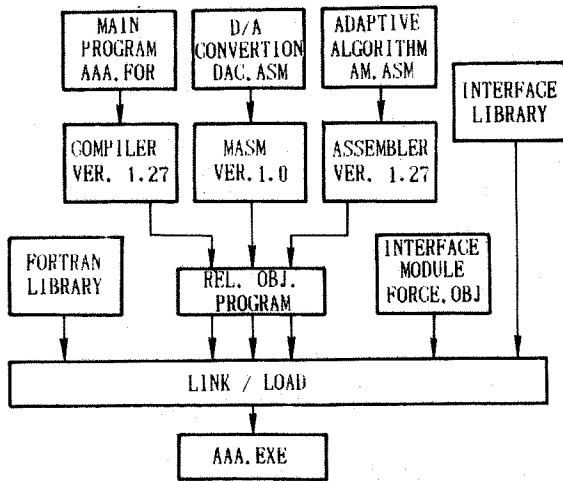 MAIN
PROGRAM
AAA.FOR
D/A
CONVERTION
DAC.ASM
ADAPTIVE
ALGORITHM
AM.ASM
INTERFACE
LIBRARY
COMPILER
VER. 1.27
MASM
VER.1.0
ASSEMBLER
VER. 1.27
FORTRAN
LIBRARY
REL. OBJ.
PROGRAM
INTERFACE
MODULE
FORCE.OBJ
LINK / LOAD
AAA.EXE